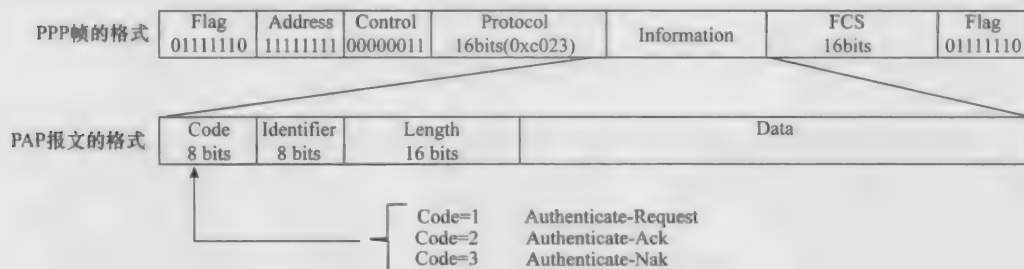 PPP帧的格式
Flag Address Control Protocol Information FCS Flag
01111110 11111111 00000011 16bits(0xc023) 16bits 01111110
PAP报文的格式
Code Identifier Length Data
8 bits 8 bits 16 bits
Code=1 Authenticate-Request
Code=2 Authenticate-Ack
Code=3 Authenticate-Nak